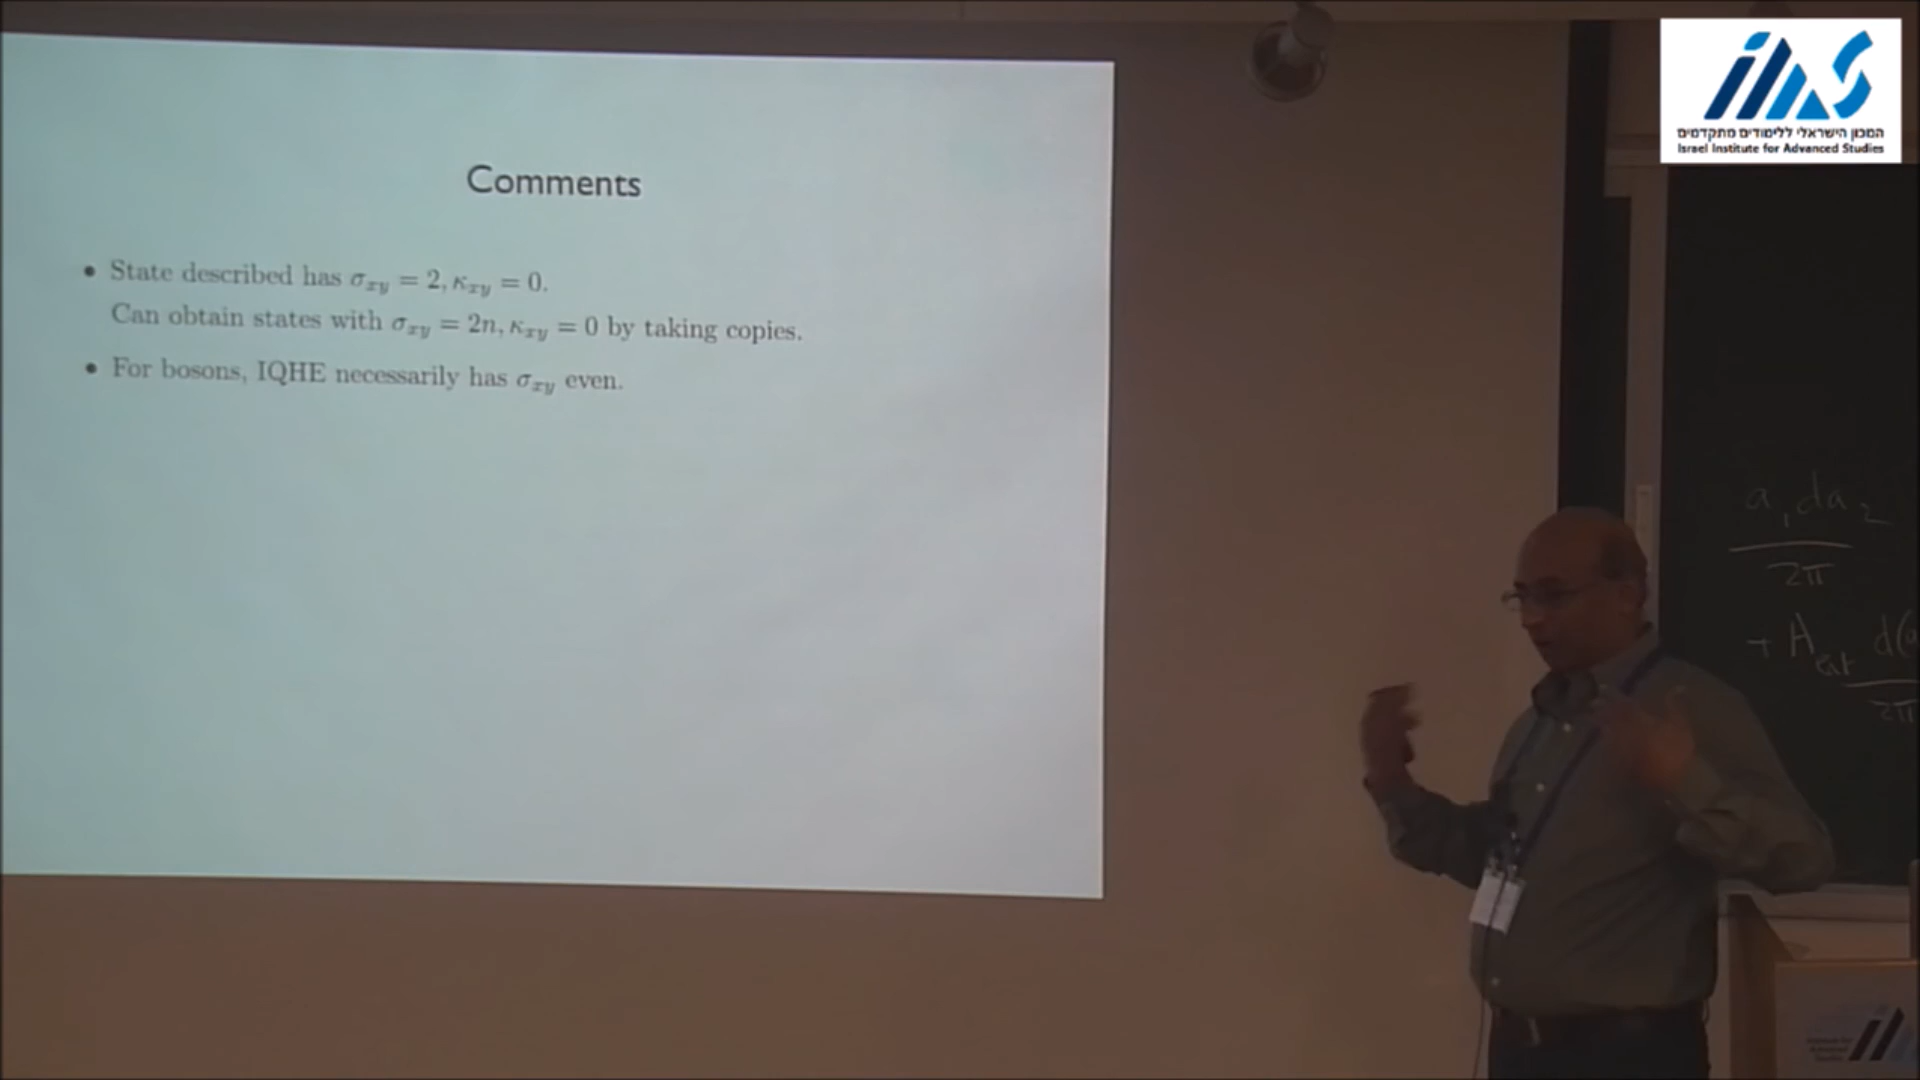 Comments
• State described has σ_xy = 2, κ_xy = 0.
Can obtain states with σ_xy = 2n, κ_xy = 0 by taking copies.
• For bosons, IQHE necessarily has σ_xy even.
המכון הישראלי ללימודים מתקדמים
Israel Institute for Advanced Studies
a₁da₂
2π
+ A_ext d(a
2π